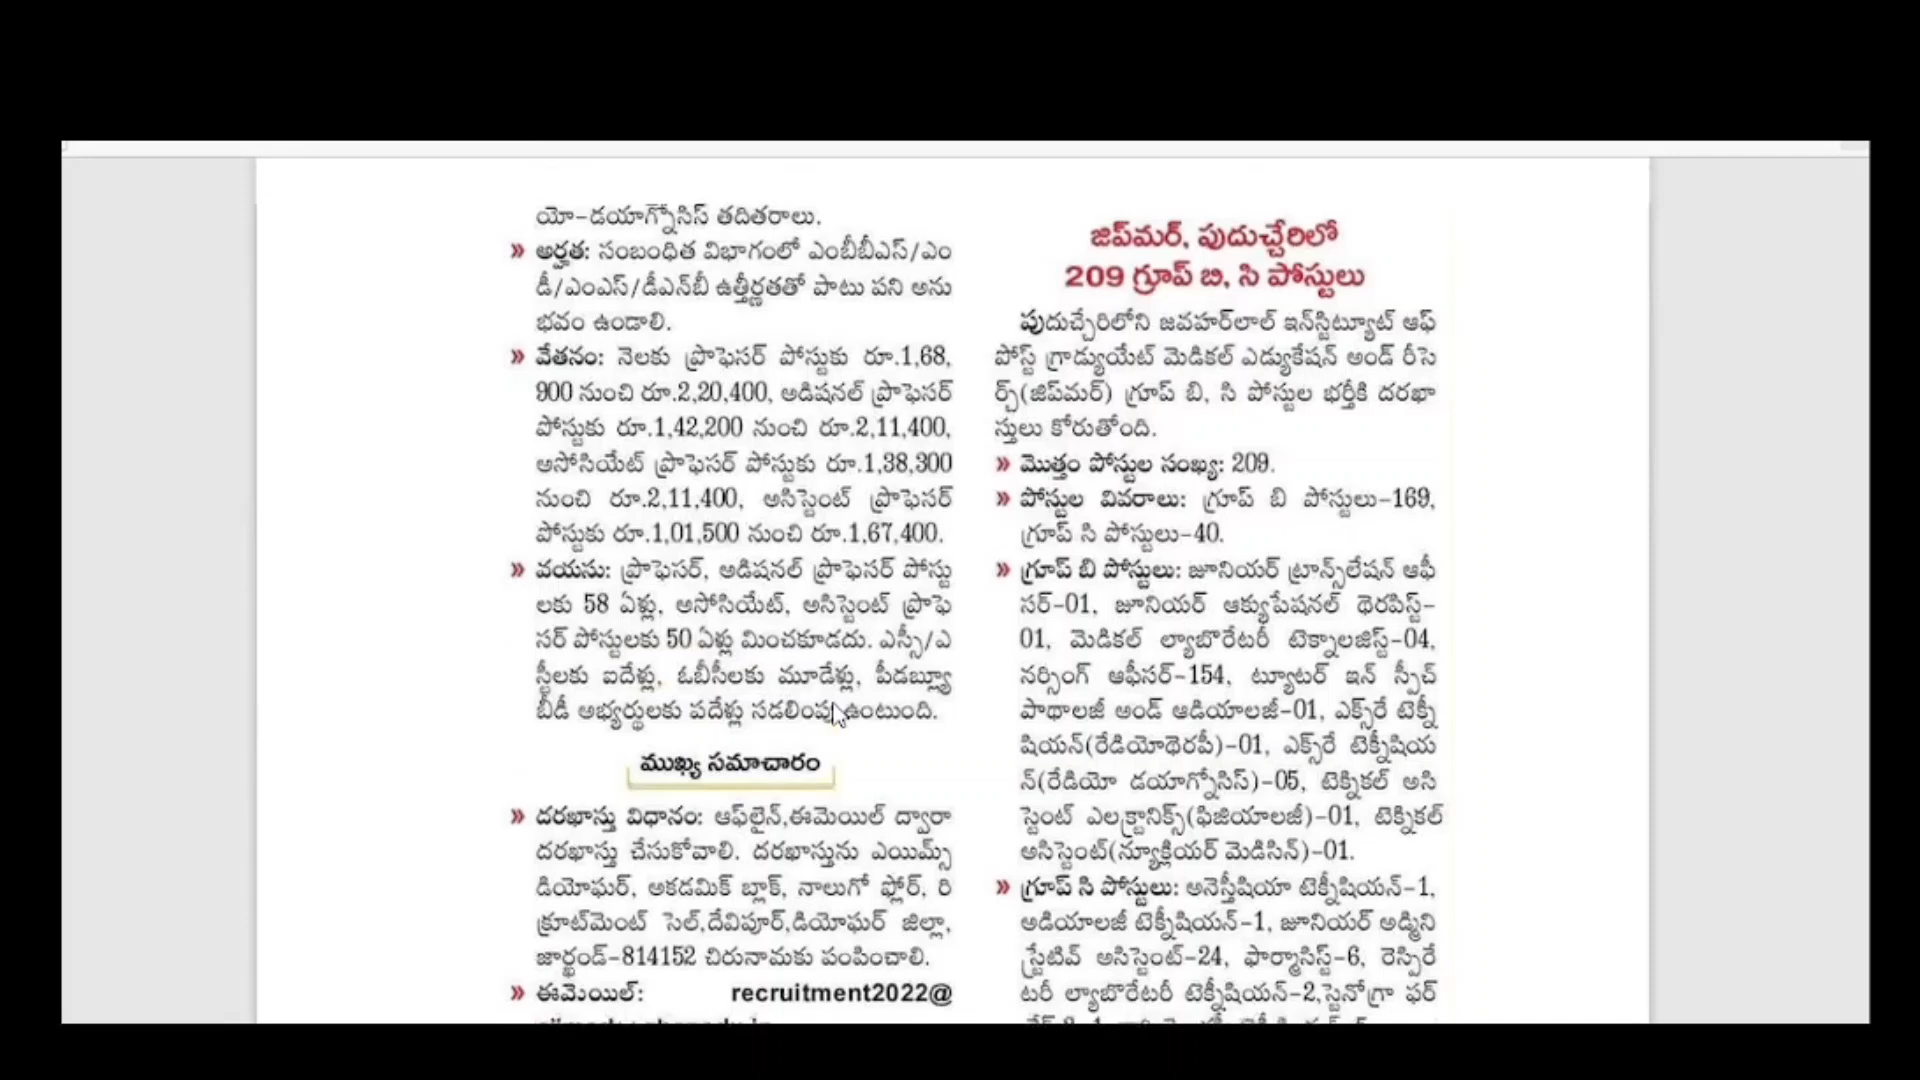 యో-డయాగ్నోసిస్ తదితరాలు.
» అర్హత: సంబంధిత విభాగంలో ఎంబీబీఎస్/ఎం
డీ/ఎంఎస్/డీఎన్‌బీ ఉత్తీర్ణతతో పాటు పని అను
భవం ఉండాలి.
» వేతనం: నెలకు ప్రొఫెసర్ పోస్టుకు రూ.1,68,
900 నుంచి రూ.2,20,400, అడిషనల్ ప్రొఫెసర్
పోస్టుకు రూ.1,42,200 నుంచి రూ.2,11,400,
అసోసియేట్ ప్రొఫెసర్ పోస్టుకు రూ.1,38,300
నుంచి రూ.2,11,400, అసిస్టెంట్ ప్రొఫెసర్
పోస్టుకు రూ.1,01,500 నుంచి రూ.1,67,400.
» వయసు: ప్రొఫెసర్, అడిషనల్ ప్రొఫెసర్ పోస్టు
లకు 58 ఏళ్లు, అసోసియేట్, అసిస్టెంట్ ప్రొఫె
సర్ పోస్టులకు 50 ఏళ్లు మించకూడదు. ఎస్సీ/ఎ
స్టీలకు ఐదేళ్లు, ఓబీసీలకు మూడేళ్లు, పీడబ్ల్యూ
బీడీ అభ్యర్థులకు పదేళ్లు సడలింపు ఉంటుంది.
ముఖ్య సమాచారం
» దరఖాస్తు విధానం: ఆఫ్‌లైన్,ఈమెయిల్ ద్వారా
దరఖాస్తు చేసుకోవాలి. దరఖాస్తును ఎయిమ్స్
డియోఘర్, అకడమిక్ బ్లాక్, నాలుగో ఫ్లోర్, రి
క్రూట్‌మెంట్ సెల్,దేవిపూర్,డియోఘర్ జిల్లా,
జార్ఖండ్-814152 చిరునామకు పంపించాలి.
» ఈమెయిల్: recruitment2022@
జిప్‌మర్, పుదుచ్చేరిలో
209 గ్రూప్ బి, సి పోస్టులు
పుదుచ్చేరిలోని జవహర్‌లాల్ ఇన్‌స్టిట్యూట్ ఆఫ్
పోస్ట్ గ్రాడ్యుయేట్ మెడికల్ ఎడ్యుకేషన్ అండ్ రీసె
ర్చ్(జిప్‌మర్) గ్రూప్ బి, సి పోస్టుల భర్తీకి దరఖా
స్తులు కోరుతోంది.
» మొత్తం పోస్టుల సంఖ్య: 209.
» పోస్టుల వివరాలు: గ్రూప్ బి పోస్టులు-169,
గ్రూప్ సి పోస్టులు-40.
» గ్రూప్ బి పోస్టులు: జూనియర్ ట్రాన్స్‌లేషన్ ఆఫీ
సర్-01, జూనియర్ ఆక్యుపేషనల్ థెరపిస్ట్-
01, మెడికల్ ల్యాబొరేటరీ టెక్నాలజిస్ట్-04,
నర్సింగ్ ఆఫీసర్-154, ట్యూటర్ ఇన్ స్పీచ్
పాథాలజీ అండ్ ఆడియాలజీ-01, ఎక్స్‌రే టెక్నీ
షియన్(రేడియోథెరపీ)-01, ఎక్స్‌రే టెక్నీషియ
న్(రేడియో డయాగ్నోసిస్)-05, టెక్నికల్ అసి
స్టెంట్ ఎలక్ట్రానిక్స్(ఫిజియాలజీ)-01, టెక్నికల్
అసిస్టెంట్(న్యూక్లియర్ మెడిసిన్)-01.
» గ్రూప్ సి పోస్టులు: అనెస్తీషియా టెక్నీషియన్-1,
అడియాలజీ టెక్నీషియన్-1, జూనియర్ అడ్మిని
స్ట్రేటివ్ అసిస్టెంట్-24, ఫార్మాసిస్ట్-6, రెస్పిరే
టరీ ల్యాబొరేటరీ టెక్నీషియన్-2,స్టెనోగ్రా ఫర్